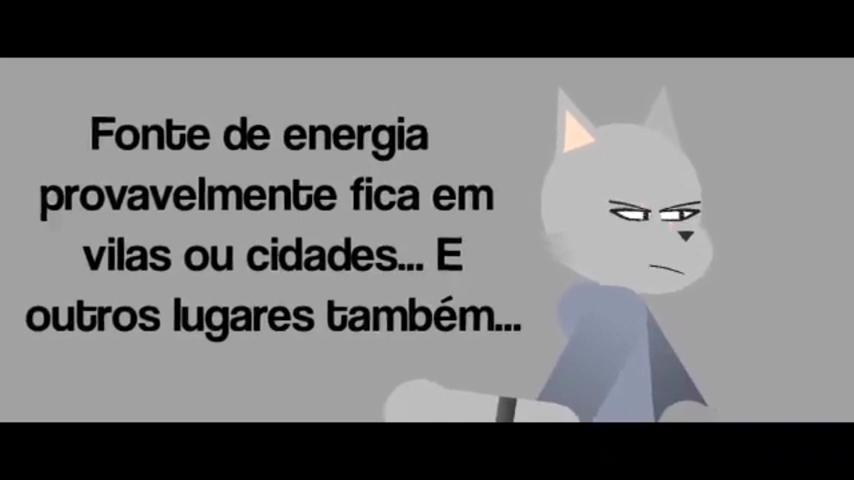 Fonte de energia
provavelmente fica em
vilas ou cidades... E
outros lugares também...